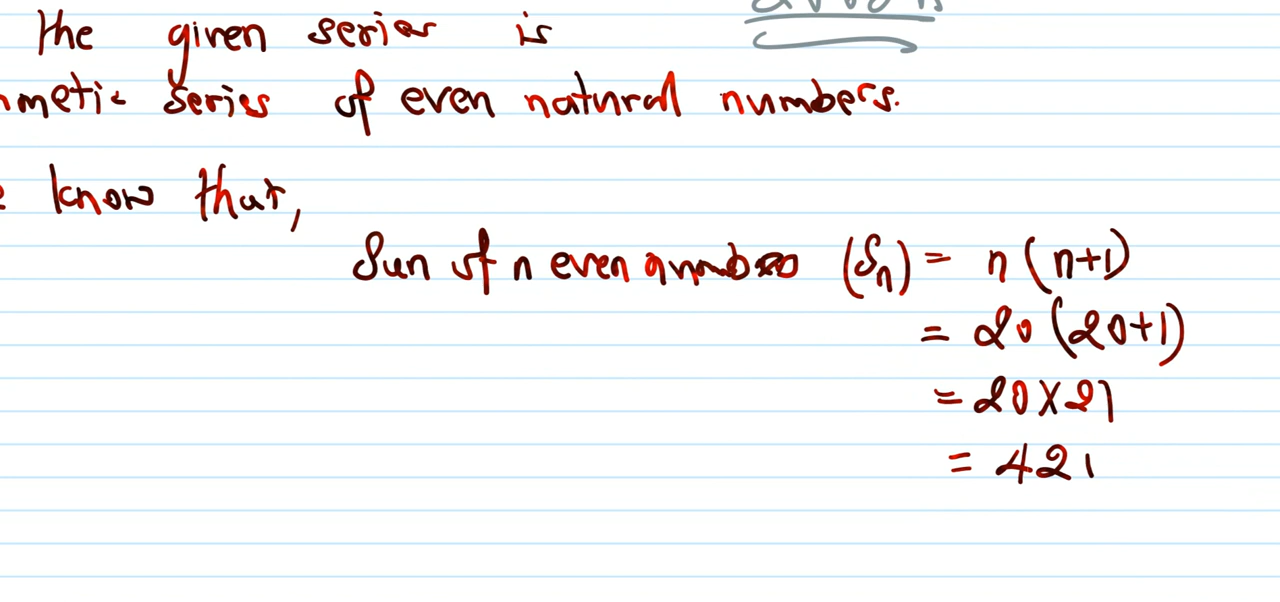 the given series is
metic series of even natural numbers.
know that,
Sum of n even (Sₙ) = n(n+1)
= 20(20+1)
= 20×21
= 421